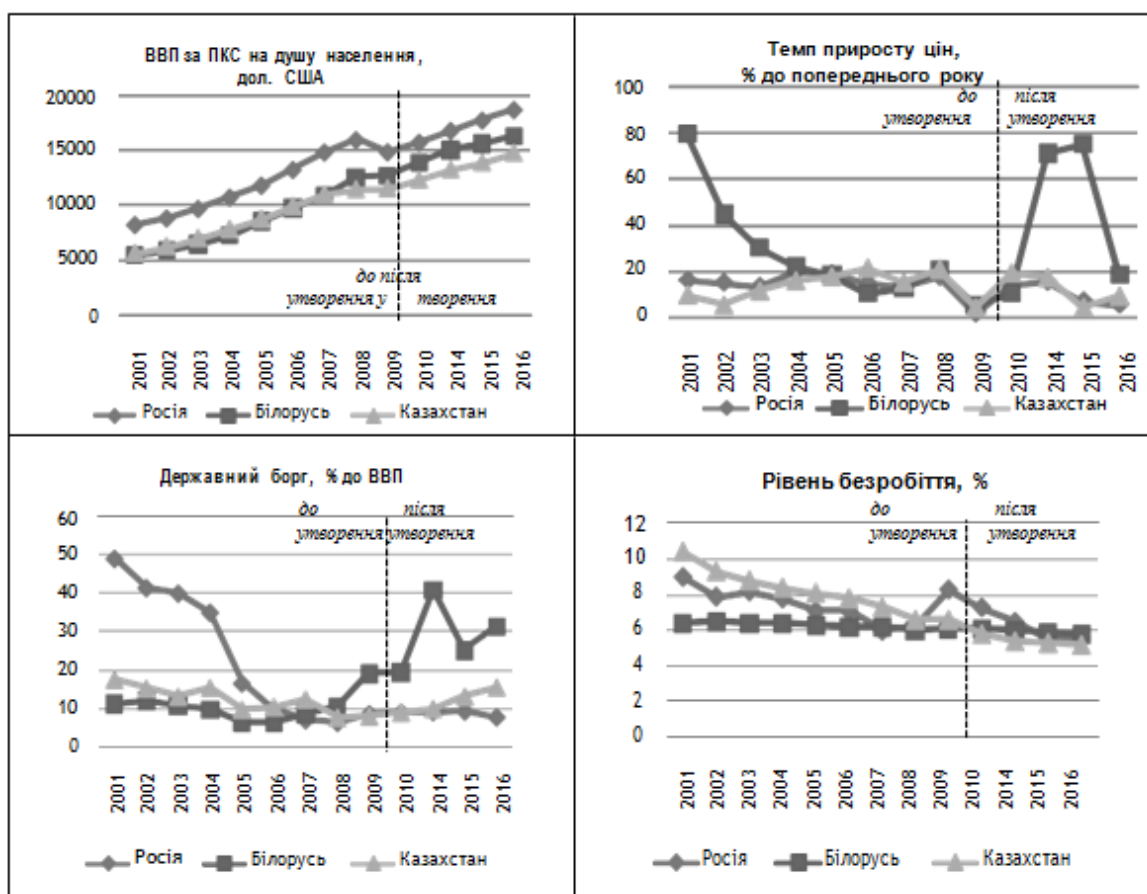 ВВП за ПКС на душу населення,
дол. США
20000
15000
10000
5000
0
до після
утворення у творення
2001 2002 2003 2004 2005 2006 2007 2008 2009 2010 2014 2015 2016
Росія Білорусь Казахстан
Темп приросту цін,
% до попереднього року
до після
утворення утворення
100
80
60
40
20
0
2001 2002 2003 2004 2005 2006 2007 2008 2009 2010 2014 2015 2016
Росія Білорусь Казахстан
Державний борг, % до ВВП
до після
утворення утворення
60
50
40
30
20
10
0
2001 2002 2003 2004 2005 2006 2007 2008 2009 2010 2014 2015 2016
Росія Білорусь Казахстан
Рівень безробіття, %
до після
утворення утворення
12
10
8
6
4
2
0
2001 2002 2003 2004 2005 2006 2007 2008 2009 2010 2014 2015 2016
Росія Білорусь Казахстан